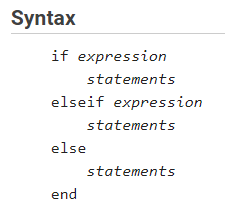 Syntax
if expression
statements
elseif expression
statements
else
statements
end